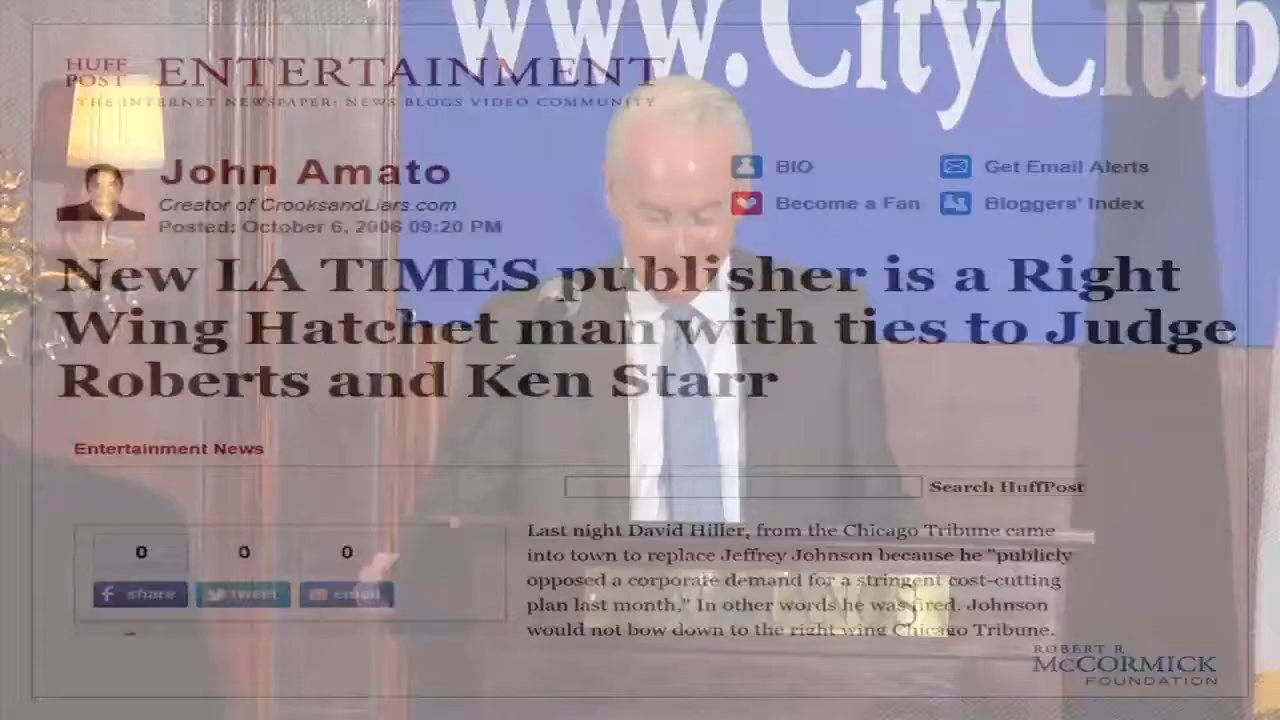 www.CityClub
HUFF
POST
ENTERTAINMENT
THE INTERNET NEWSPAPER: NEWS BLOGS VIDEO COMMUNITY
John Amato
BIO
Get Email Alerts
Creator of CrooksandLiars.com
Become a Fan
Bloggers' Index
Posted: October 6, 2006 09:20 PM
New LA TIMES publisher is a Right
Wing Hatchet man with ties to Judge
Roberts and Ken Starr
Entertainment News
Search HuffPost
Last night David Hiller, from the Chicago Tribune came
into town to replace Jeffrey Johnson because he "publicly
opposed a corporate demand for a stringent cost-cutting
plan last month," In other words he was fired. Johnson
would not bow down to the right wing Chicago Tribune.
0 0 0
share tweet email
ROBERT R
McCORMICK
FOUNDATION